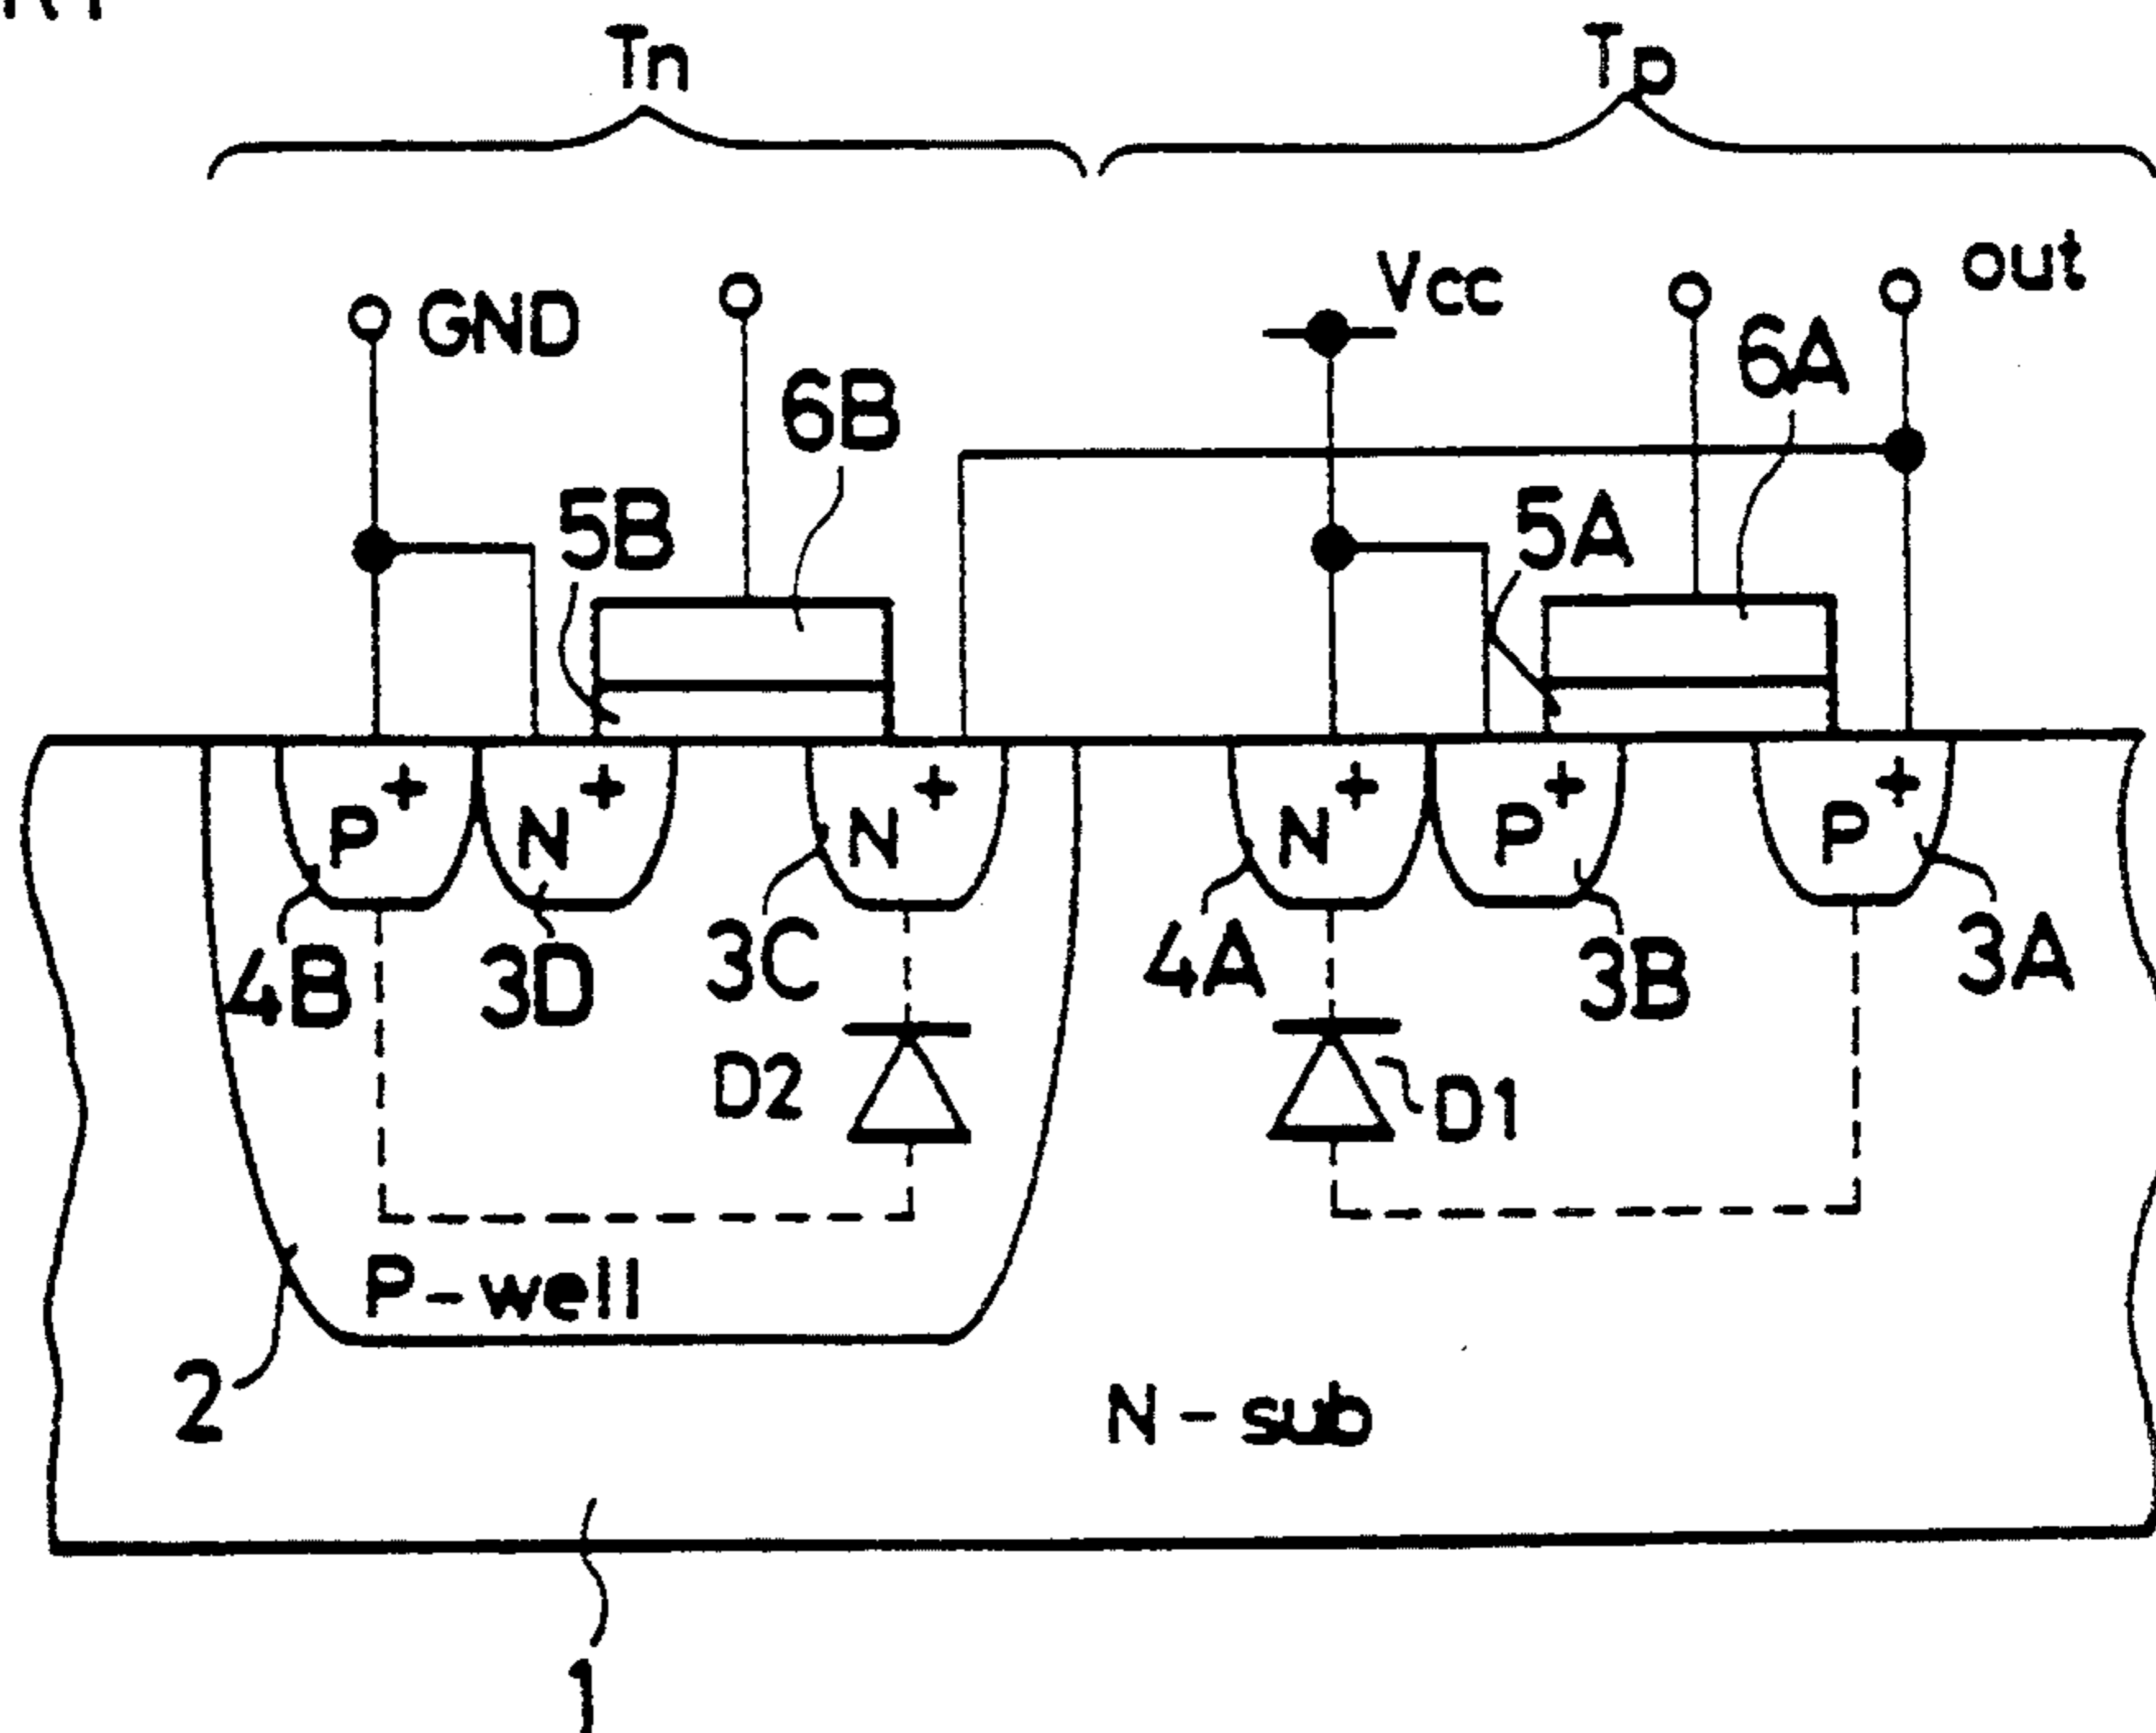 Tn
Tp
GND
Vcc
out
6B
6A
5B
5A
P+
N+
N+
N+
P+
P+
4B
3D
3C
4A
3B
3A
D2
D1
P-well
2
N-sub
1